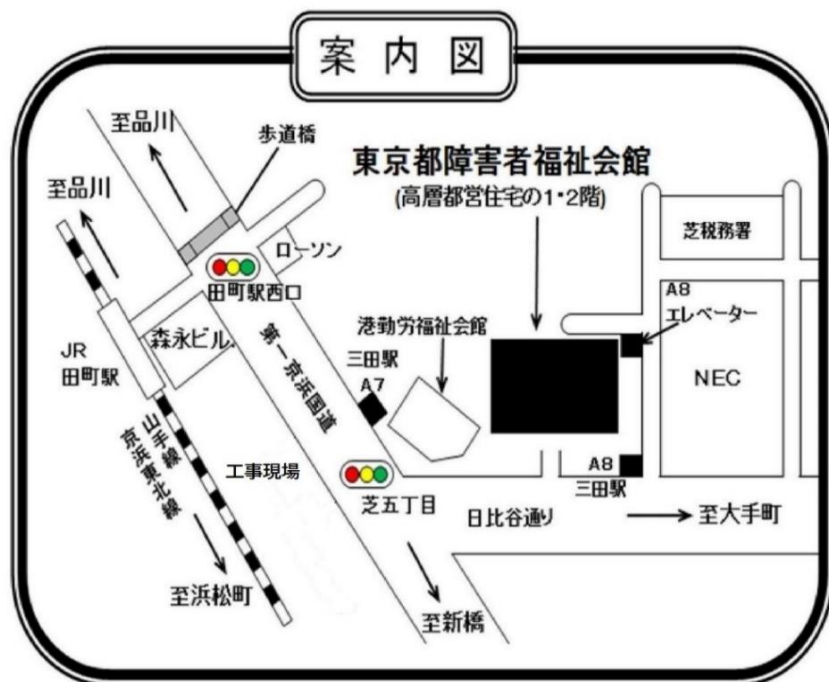 案内図
至品川
歩道橋
東京都障害者福祉会館
(高層都営住宅の1・2階)
至品川
芝税務署
ローソン
田町駅西口
A8
エレベーター
港勤労福祉会館
森永ビル
第一京浜国道
三田駅
A7
JR
田町駅
NEC
山手線
京浜東北線
工事現場
A8
三田駅
芝五丁目
日比谷通り
至大手町
至浜松町
至新橋